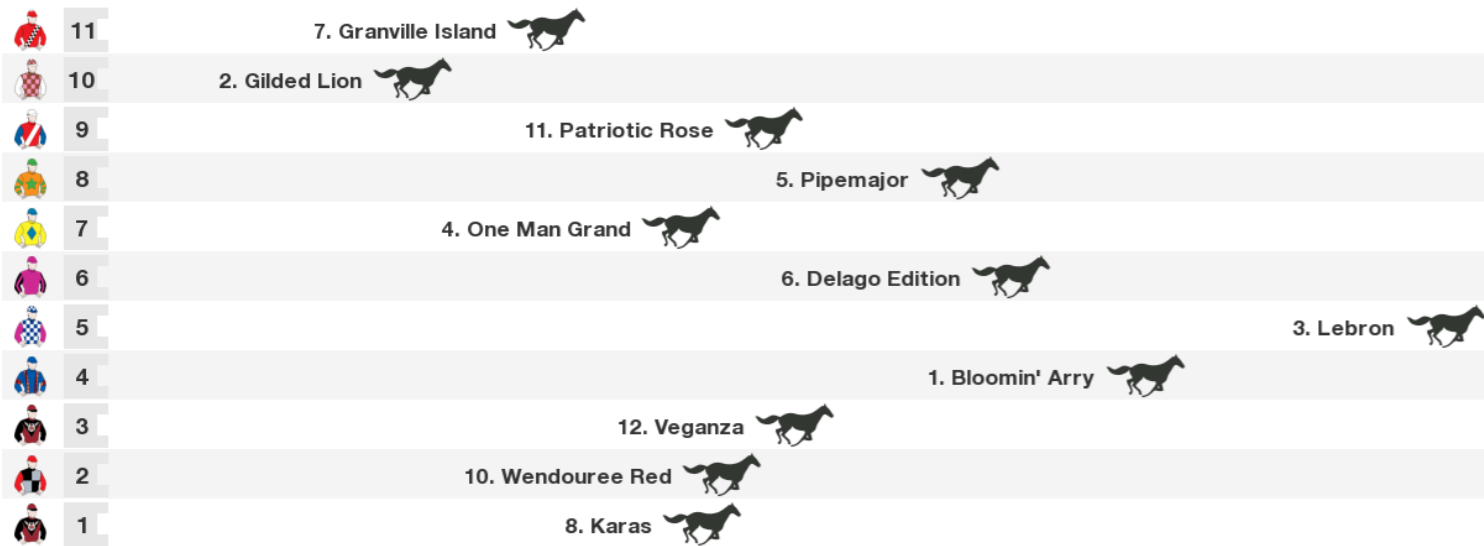 11 7. Granville Island
10 2. Gilded Lion
9 11. Patriotic Rose
8 5. Pipemajor
7 4. One Man Grand
6 6. Delago Edition
5 3. Lebron
4 1. Bloomin' Arry
3 12. Veganza
2 10. Wendouree Red
1 8. Karas